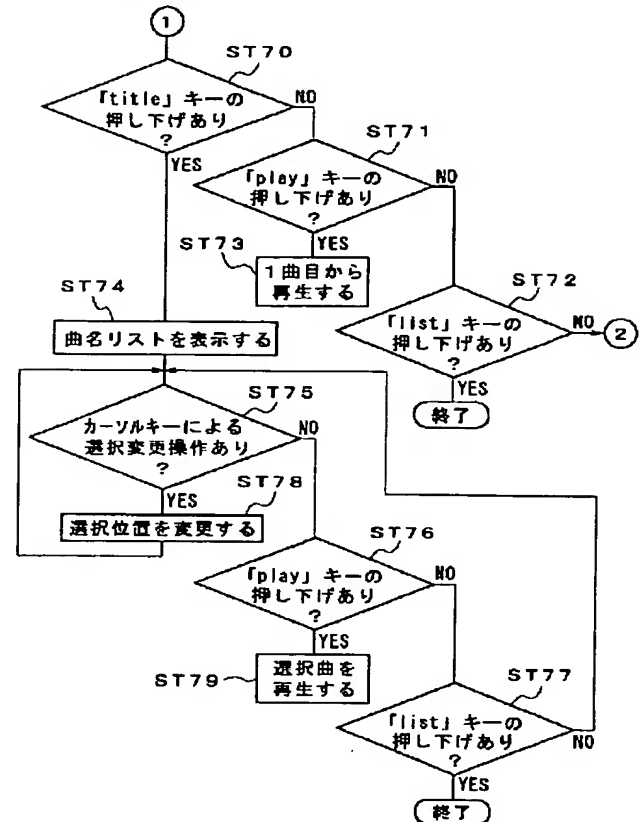 1
ST70
「title」キーの
押し下げあり
?
NO
YES
ST71
「play」キーの
押し下げあり
?
NO
YES
ST73
1曲目から
再生する
ST72
「list」キーの
押し下げあり
?
NO
2
YES
終了
ST74
曲名リストを表示する
ST75
カーソルキーによる
選択変更操作あり
?
NO
YES
ST78
選択位置を変更する
ST76
「play」キーの
押し下げあり
?
NO
YES
ST79
選択曲を
再生する
ST77
「list」キーの
押し下げあり
?
NO
YES
終了